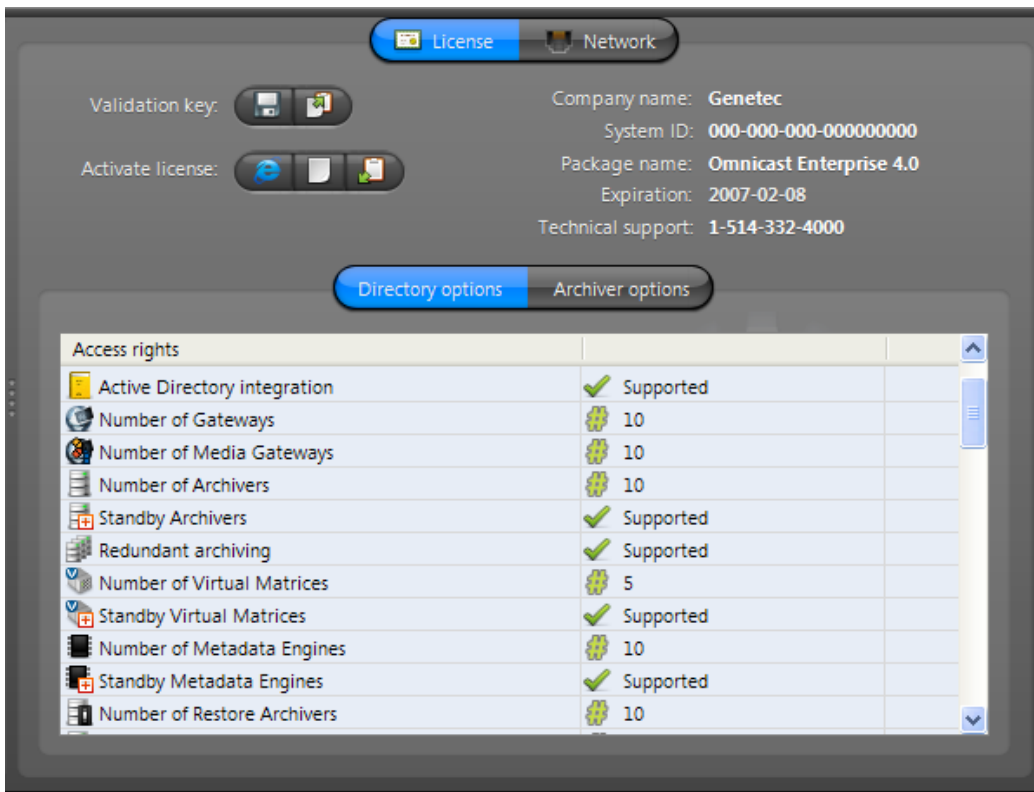 License
Network
Validation key:
Activate license:
Company name: Genetec
System ID: 000-000-000-000000000
Package name: Omnicast Enterprise 4.0
Expiration: 2007-02-08
Technical support: 1-514-332-4000
Directory options
Archiver options
Access rights
Active Directory integration Supported
Number of Gateways # 10
Number of Media Gateways # 10
Number of Archivers # 10
Standby Archivers Supported
Redundant archiving Supported
Number of Virtual Matrices # 5
Standby Virtual Matrices Supported
Number of Metadata Engines # 10
Standby Metadata Engines Supported
Number of Restore Archivers # 10